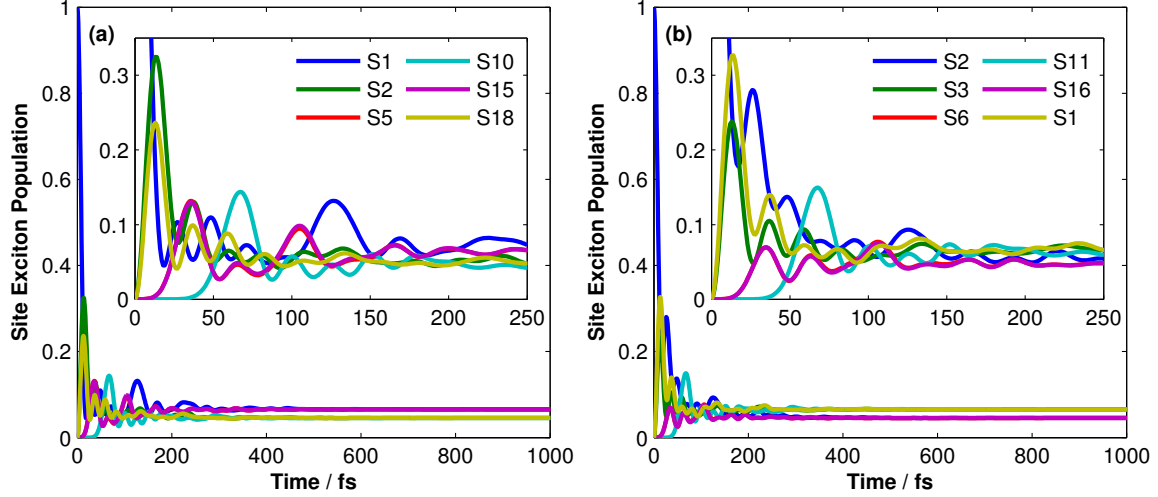 (a)
S1 S10
S2 S15
S5 S18
0.3
0.2
0.1
0
0 50 100 150 200 250
1
0.8
0.6
0.4
0.2
0
0 200 400 600 800 1000
Site Exciton Population
Time / fs
(b)
S2 S11
S3 S16
S6 S1
0.3
0.2
0.1
0
0 50 100 150 200 250
1
0.8
0.6
0.4
0.2
0
0 200 400 600 800 1000
Site Exciton Population
Time / fs